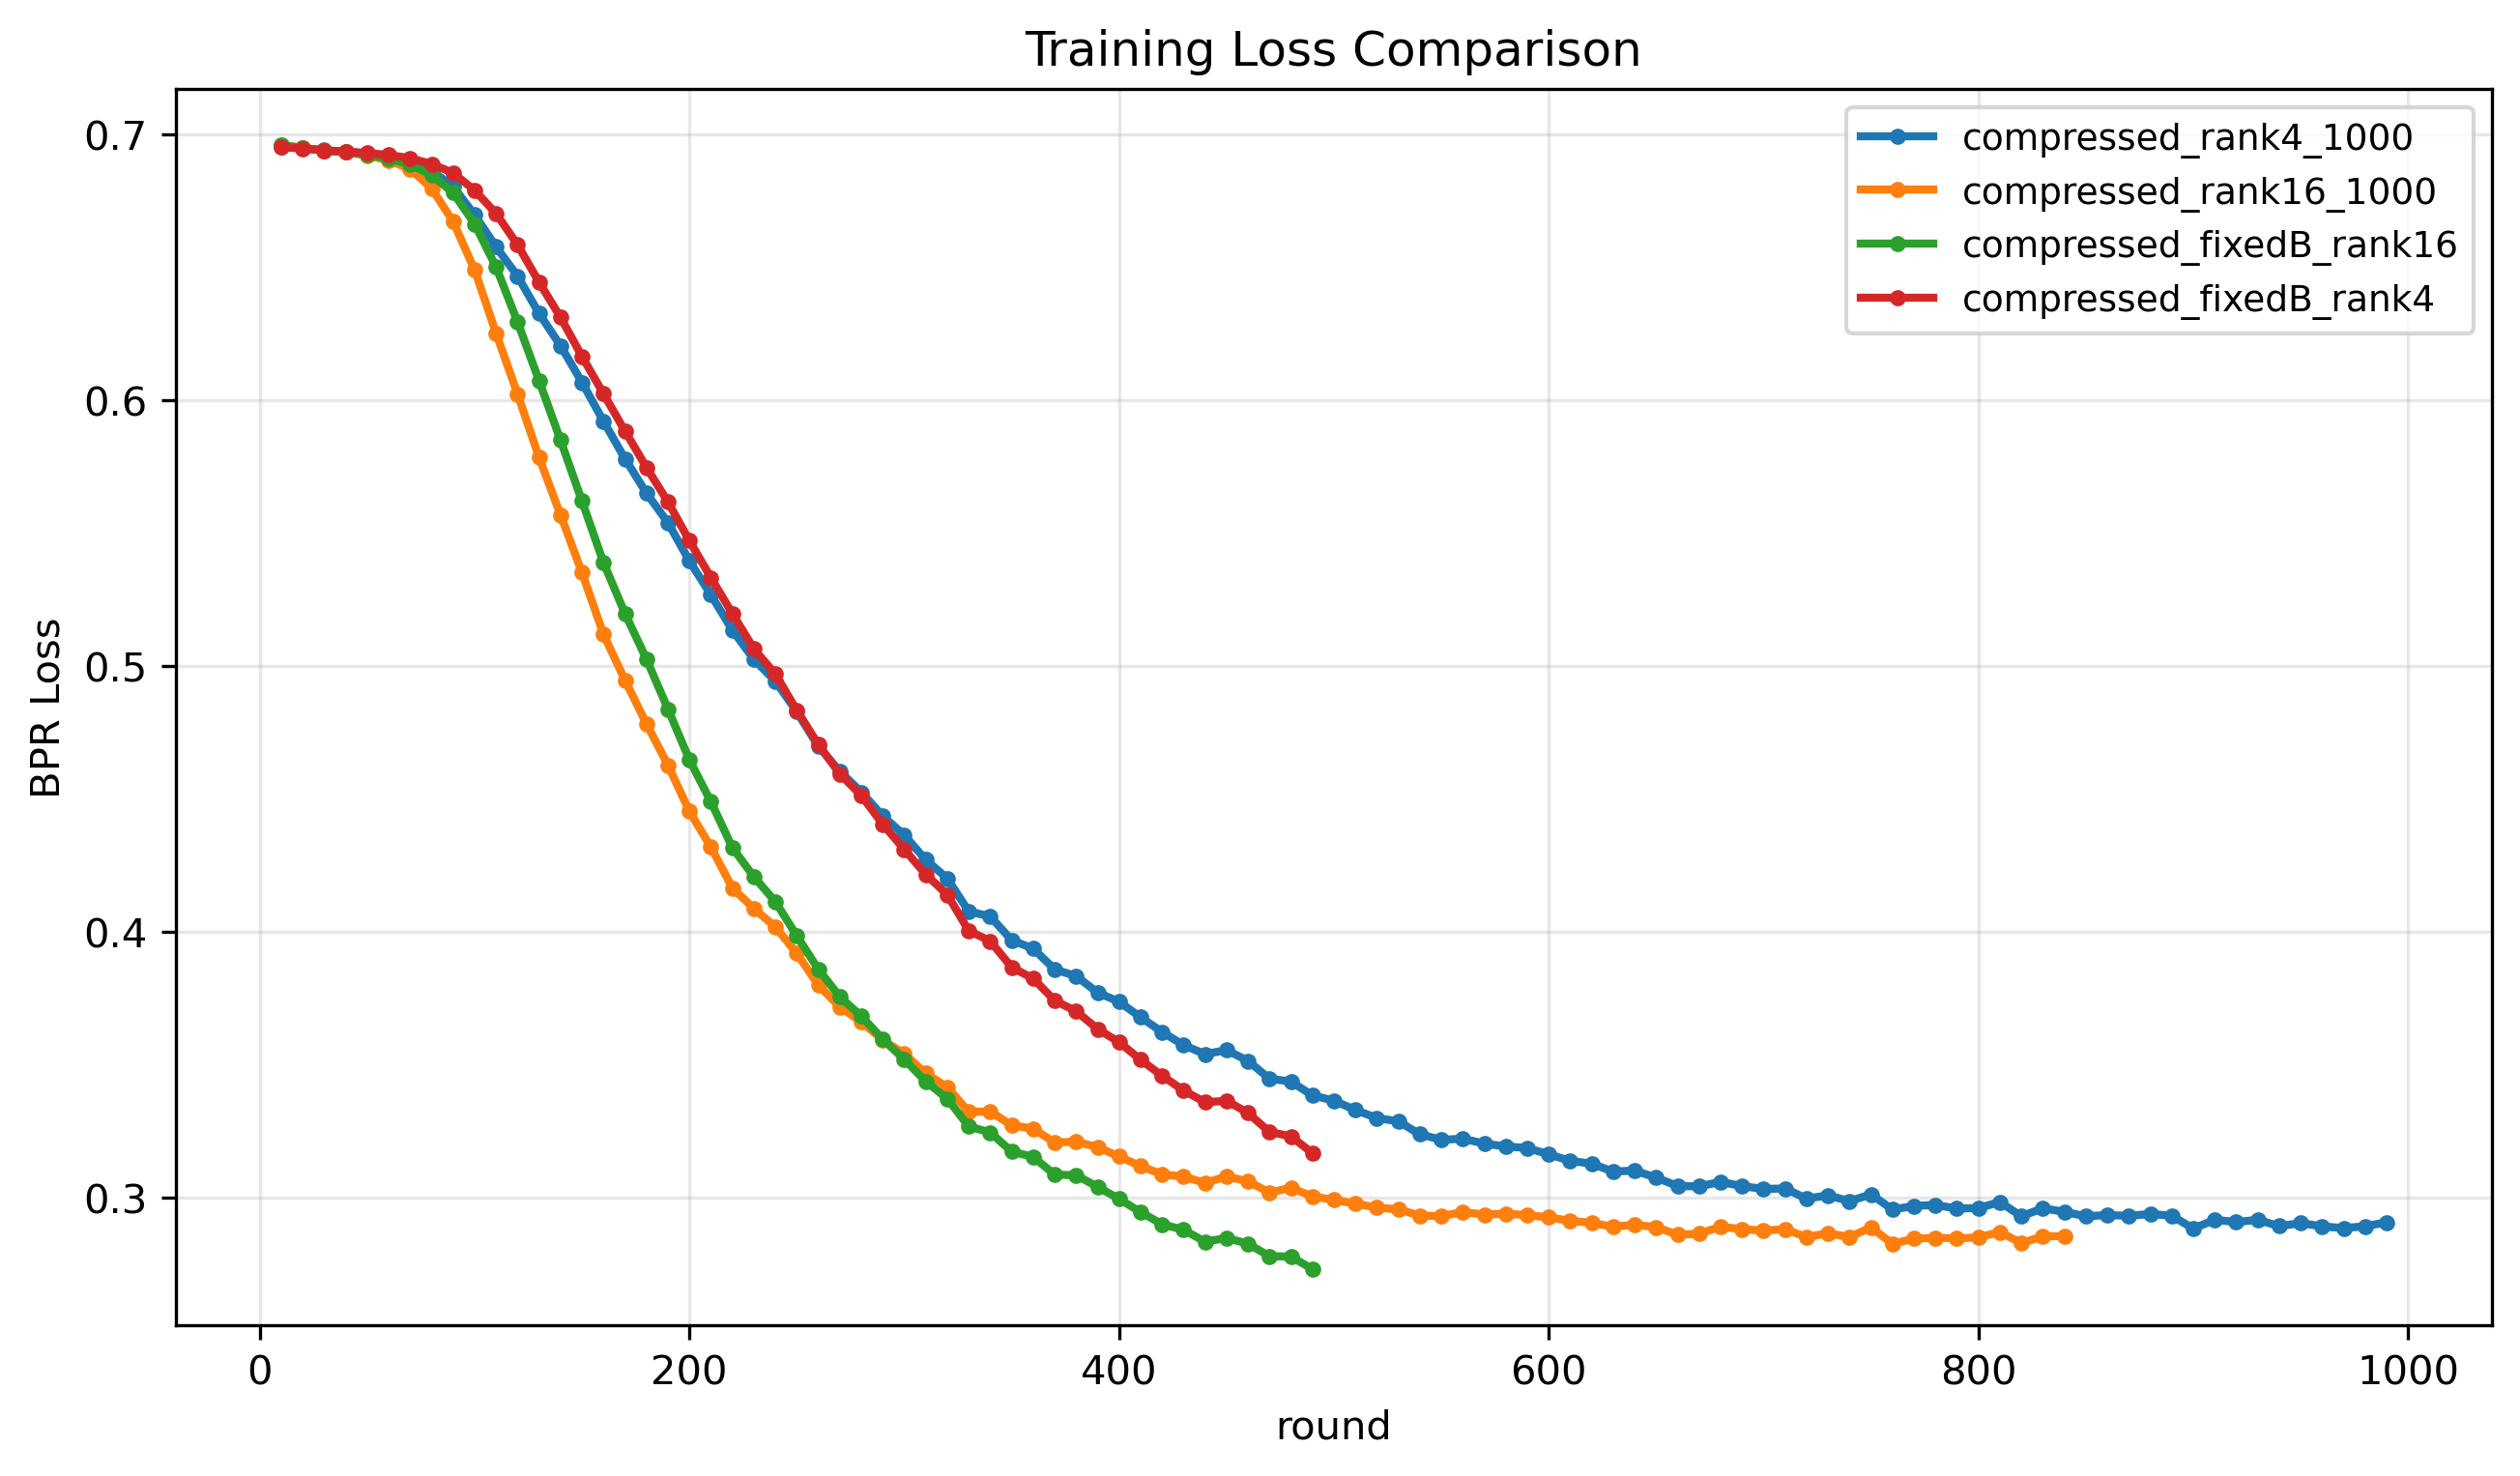 Training Loss Comparison
compressed_rank4_1000
compressed_rank16_1000
compressed_fixedB_rank16
compressed_fixedB_rank4
BPR Loss
0.7
0.6
0.5
0.4
0.3
0 200 400 600 800 1000
round